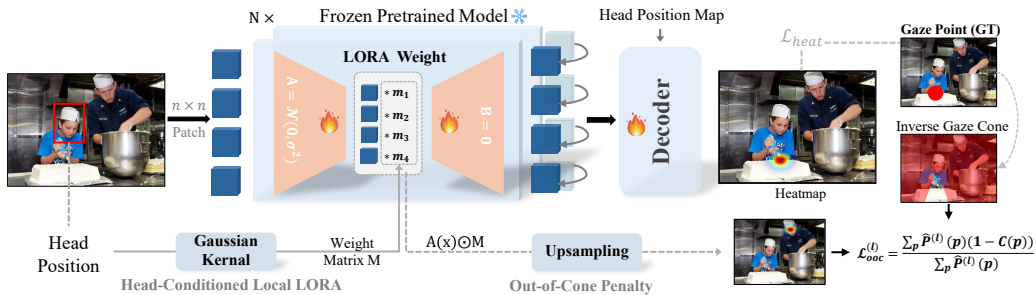 N ×
Frozen Pretrained Model
LORA Weight
A = 𝒩(0, σ²)
* m₁
* m₂
* m₃
* m₄
B = 0
n × n
Patch
Head Position Map
Decoder
Heatmap
ℒ_heat
Gaze Point (GT)
Inverse Gaze Cone
Head
Position
Gaussian
Kernal
Weight
Matrix M
Head-Conditioned Local LORA
A(x)⊙M
Upsampling
Out-of-Cone Penalty
ℒ_ooc^(l) = ∑_p P̂^(l)(p)(1 − C(p)) / ∑_p P̂^(l)(p)